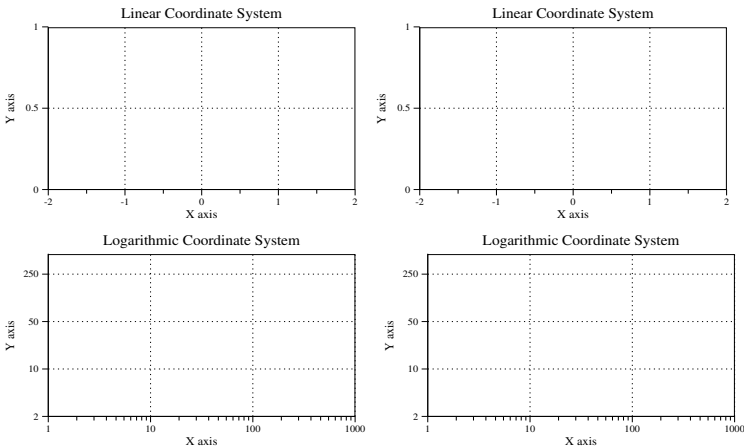 Linear Coordinate System
1
0.5
0
Y axis
-2 -1 0 1 2
X axis
Linear Coordinate System
1
0.5
0
Y axis
-2 -1 0 1 2
X axis
Logarithmic Coordinate System
250
50
10
2
Y axis
1 10 100 1000
X axis
Logarithmic Coordinate System
250
50
10
2
Y axis
1 10 100 1000
X axis